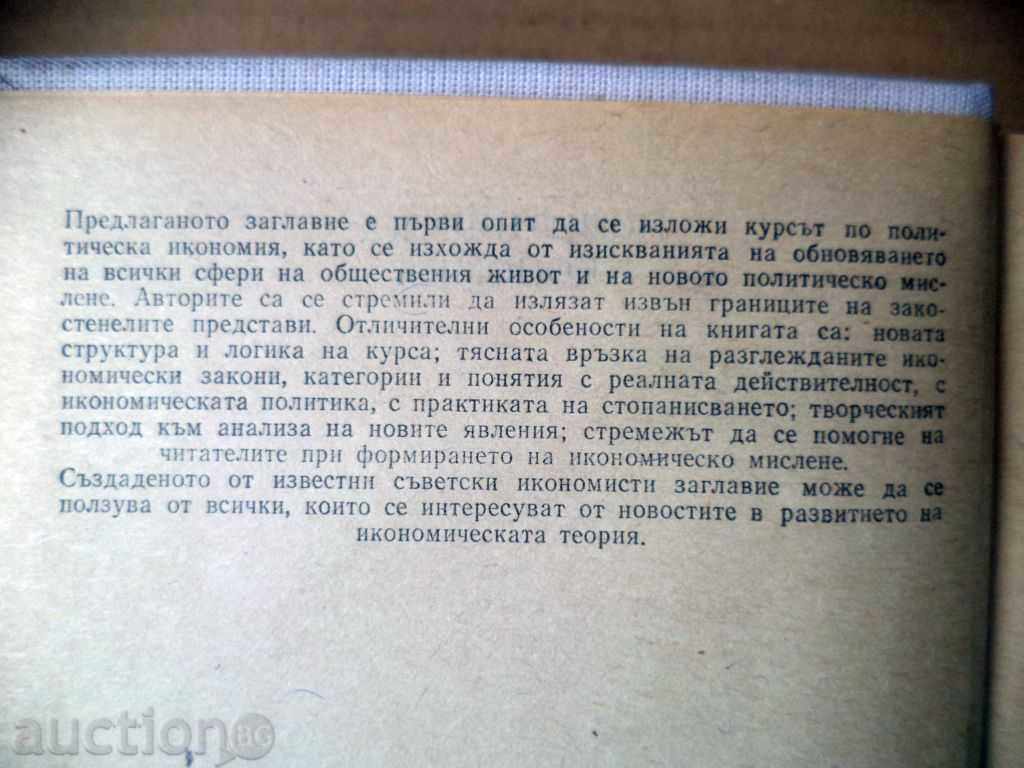 Предлаганото заглавие е първи опит да се изложи курсът по поли-
тическа икономия, като се изхожда от изискванията на обновяването
на всички сфери на обществения живот и на новото политическо мис-
лене. Авторите са се стремили да излязат извън границите на зако-
стенелите представи. Отличителни особености на книгата са: новата
структура и логика на курса; тясната връзка на разглежданите ико-
номически закони, категории и понятия с реалната действителност, с
икономическата политика, с практиката на стопанисването; творческият
подход към анализа на новите явления; стремежът да се помогне на
читателите при формирането на икономическо мислене.
Създаденото от известни съветски икономисти заглавие може да се
ползува от всички, които се интересуват от новостите в развитието на
икономическата теория.
auction.BG